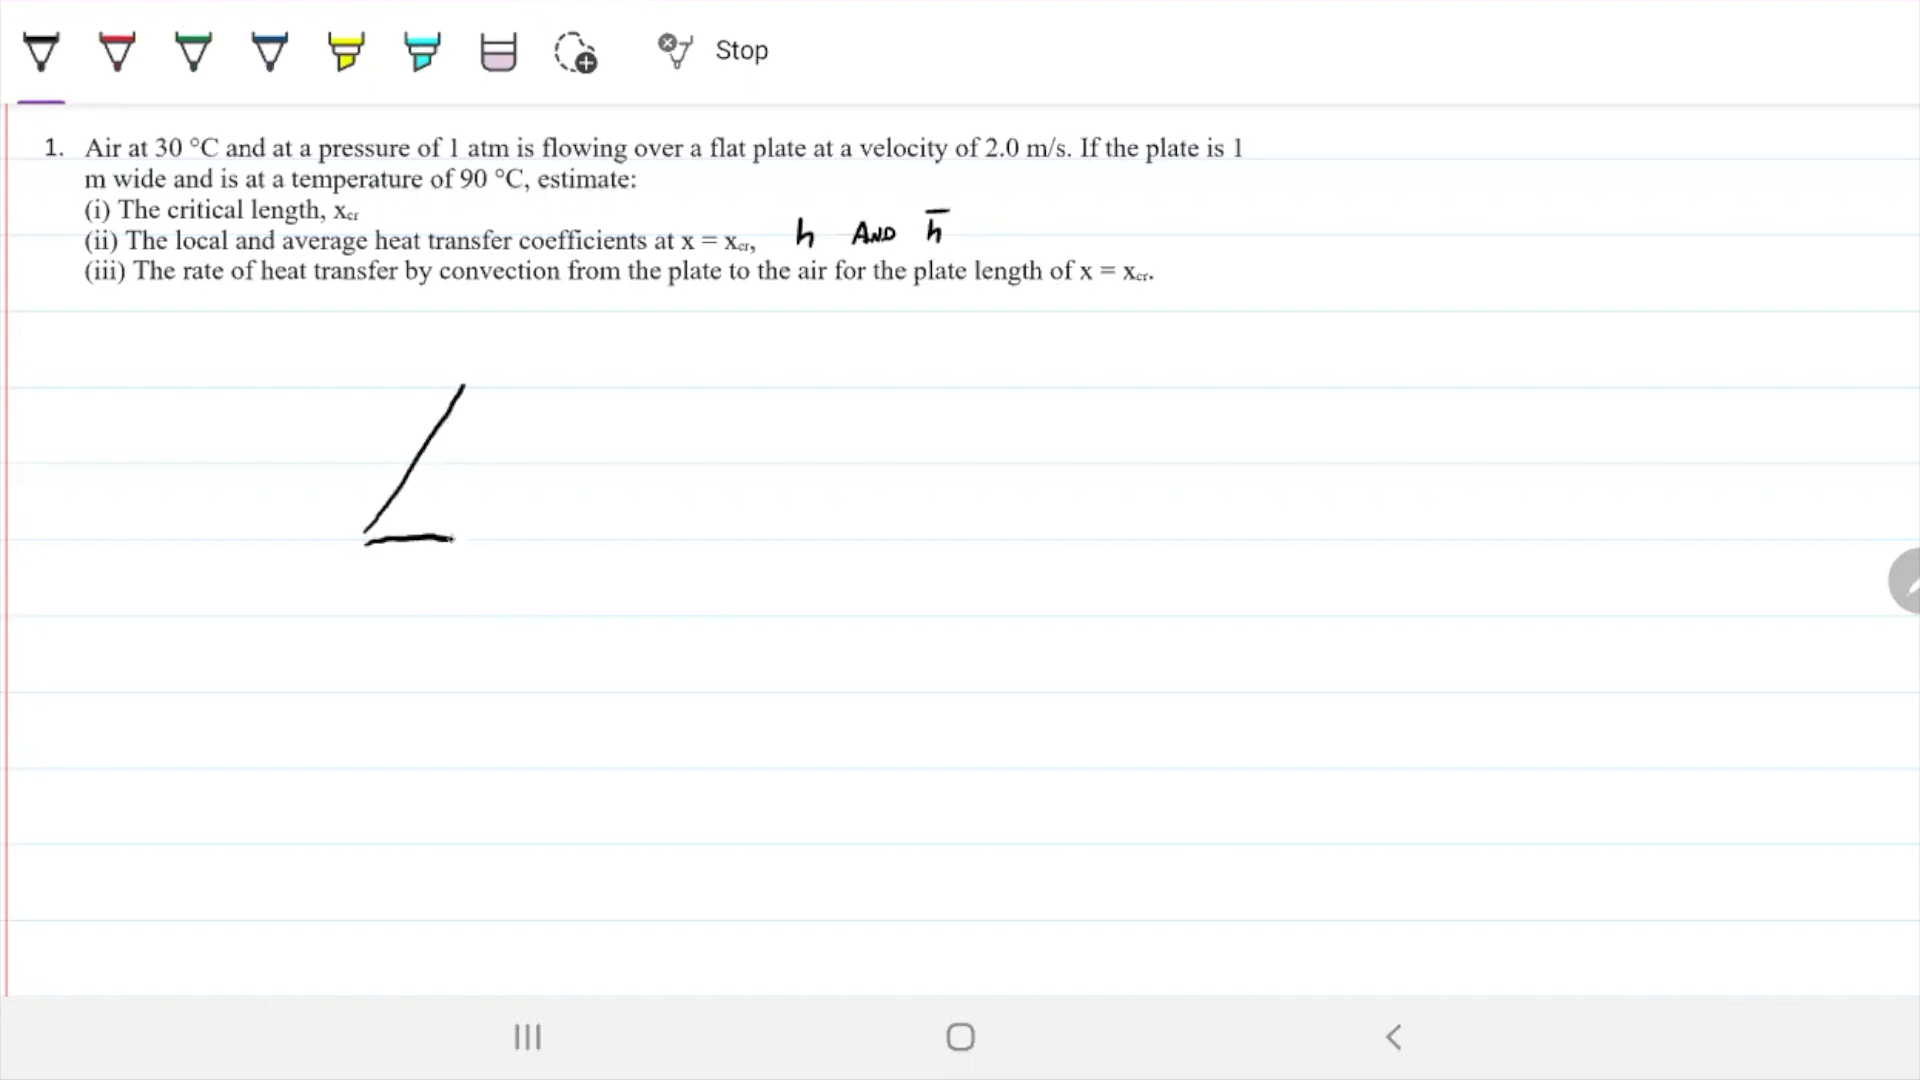 Stop
1. Air at 30 °C and at a pressure of 1 atm is flowing over a flat plate at a velocity of 2.0 m/s. If the plate is 1
m wide and is at a temperature of 90 °C, estimate:
(i) The critical length, xcr
(ii) The local and average heat transfer coefficients at x = xcr, h AND h̅
(iii) The rate of heat transfer by convection from the plate to the air for the plate length of x = xcr.